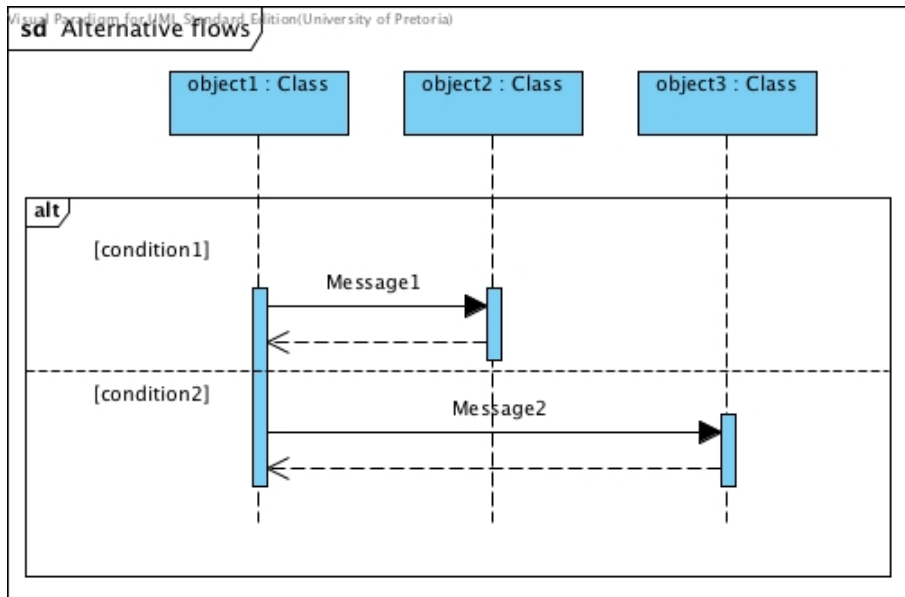 Visual Paradigm for UML Standard Edition(University of Pretoria)
sd Alternative flows
object1 : Class
object2 : Class
object3 : Class
alt
[condition1]
Message1
[condition2]
Message2